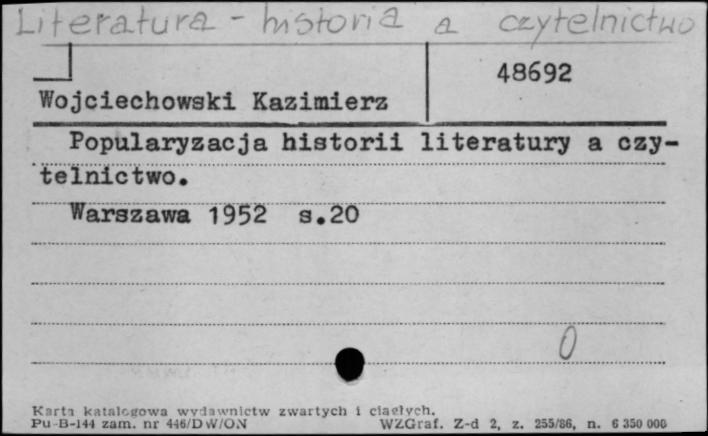 Literatura - historia a czytelnictwo
48692
Wojciechowski Kazimierz
Popularyzacja historii literatury a czy-
telnictwo.
Warszawa 1952 s.20
0
Karta katalogowa wydawnictw zwartych i ciągłych.
Pu-B-144 zam. nr 446/DW/ON WZGraf. Z-d 2, z. 255/86, n. 6 350 000